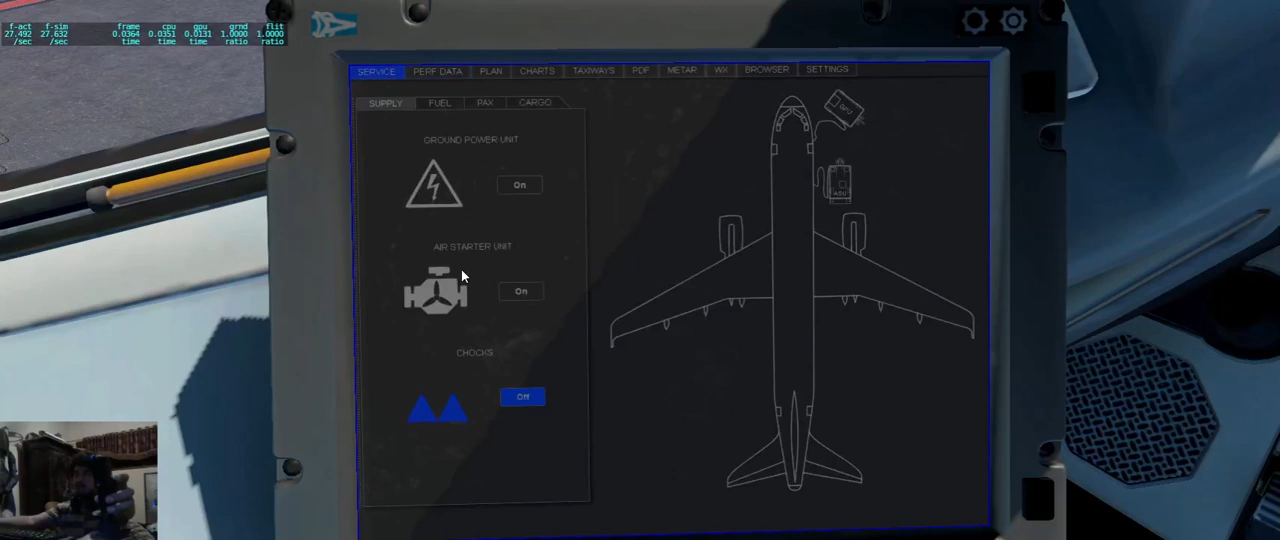 f-act f-sim frame cpu gpu grnd flit
27.492 27.632 0.0364 0.0351 0.0131 1.0000 1.0000
/sec /sec time time time ratio ratio
SERVICE PERF DATA PLAN CHARTS TAXIWAYS PDF METAR WX BROWSER SETTINGS
SUPPLY FUEL PAX CARGO
GROUND POWER UNIT
On
AIR STARTER UNIT
On
CHOCKS
Off
GPU
ASU